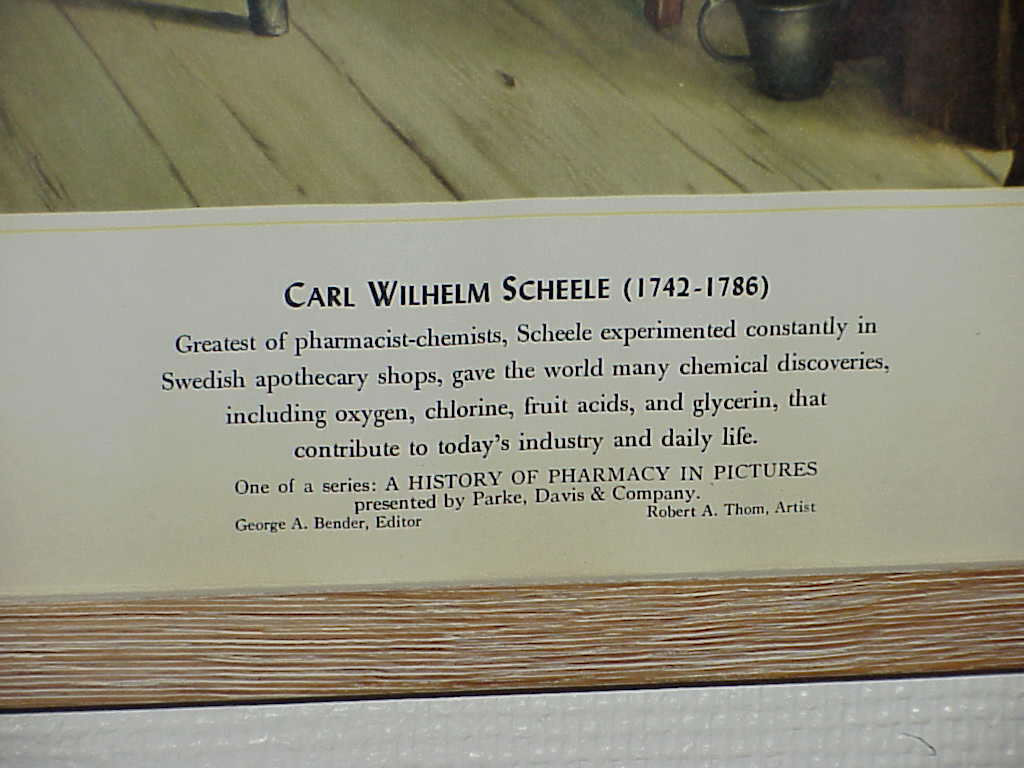 CARL WILHELM SCHEELE (1742-1786)
Greatest of pharmacist-chemists, Scheele experimented constantly in
Swedish apothecary shops, gave the world many chemical discoveries,
including oxygen, chlorine, fruit acids, and glycerin, that
contribute to today's industry and daily life.
One of a series: A HISTORY OF PHARMACY IN PICTURES
presented by Parke, Davis & Company.
George A. Bender, Editor
Robert A. Thom, Artist